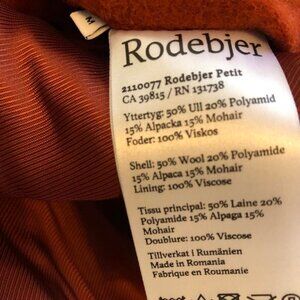 M
Rodebjer
2110077 Rodebjer Petit
CA 39815 / RN 131738
Yttertyg: 50% Ull 20% Polyamid
15% Alpacka 15% Mohair
Foder: 100% Viskos
Shell: 50% Wool 20% Polyamide
15% Alpaca 15% Mohair
Lining: 100% Viscose
Tissu principal: 50% Laine 20%
Polyamide 15% Alpaga 15%
Mohair
Doublure: 100% Viscose
Tillverkat i Rumänien
Made in Romania
Fabrique en Roumanie